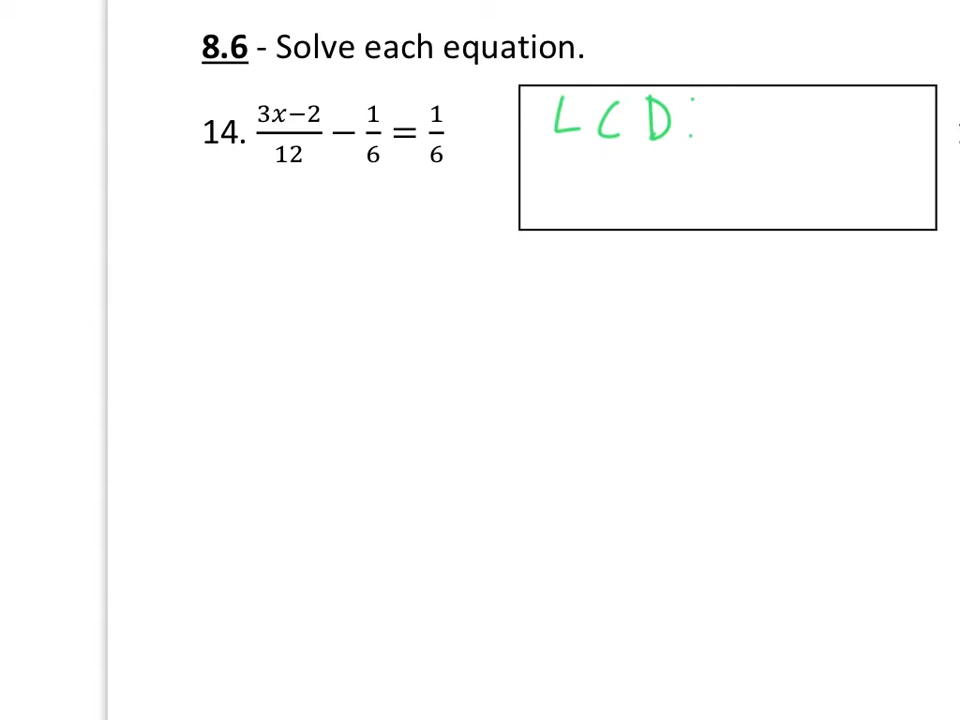 8.6 - Solve each equation.
14. (3x−2)/12 − 1/6 = 1/6
LCD: